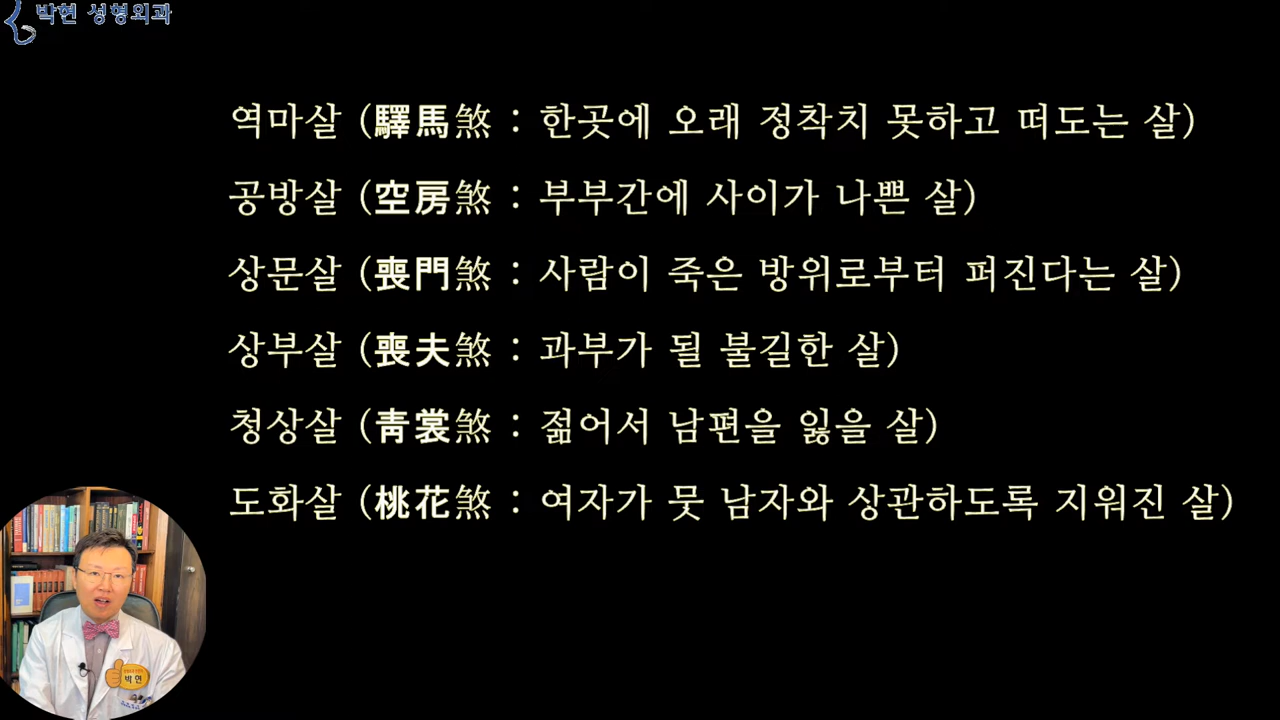 박현 성형외과
역마살 (驛馬煞 : 한곳에 오래 정착치 못하고 떠도는 살)
공방살 (空房煞 : 부부간에 사이가 나쁜 살)
상문살 (喪門煞 : 사람이 죽은 방위로부터 퍼진다는 살)
상부살 (喪夫煞 : 과부가 될 불길한 살)
청상살 (靑裳煞 : 젊어서 남편을 잃을 살)
도화살 (桃花煞 : 여자가 뭇 남자와 상관하도록 지워진 살)
박현